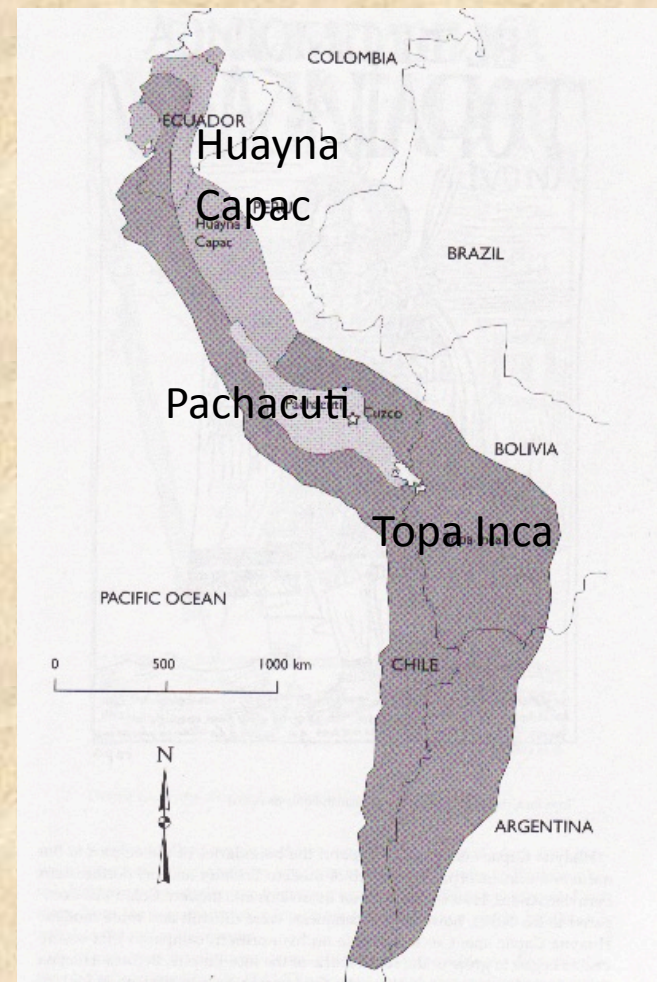 COLOMBIA
ECUADOR
Huayna
Capac
PERU
Huayna
Capac
BRAZIL
Pachacuti
Pachacuti
Cuzco
BOLIVIA
Topa Inca
PACIFIC OCEAN
0 500 1000 km
CHILE
N
ARGENTINA